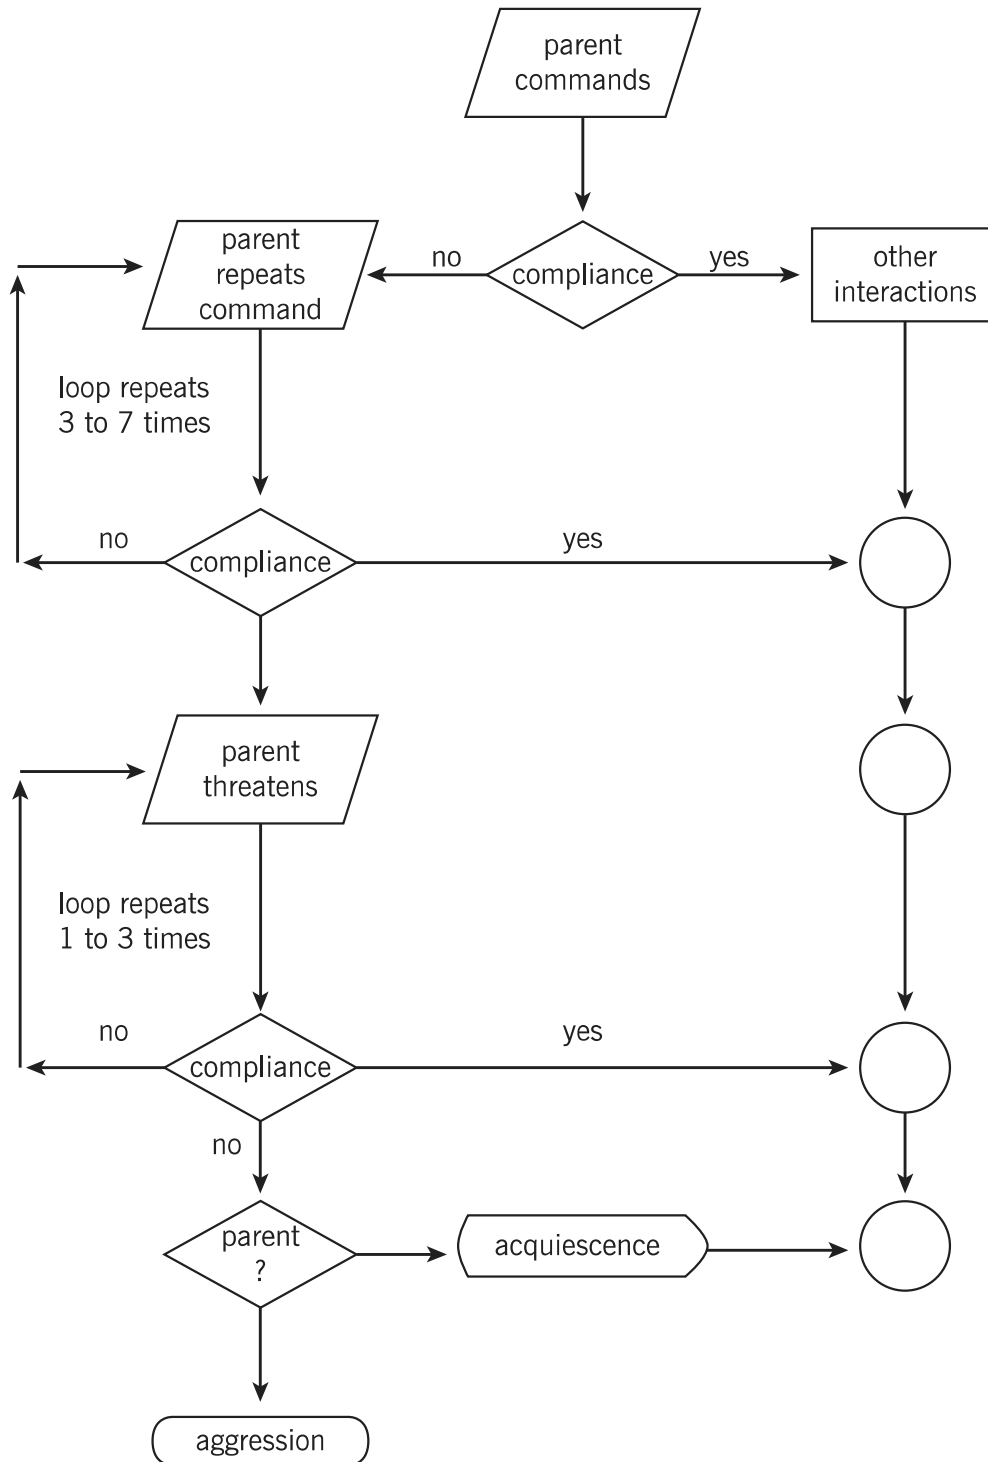 parent
commands
parent
repeats
command
no
compliance
yes
other
interactions
loop repeats
3 to 7 times
no
compliance
yes
parent
threatens
loop repeats
1 to 3 times
no
compliance
yes
no
parent
?
acquiescence
aggression